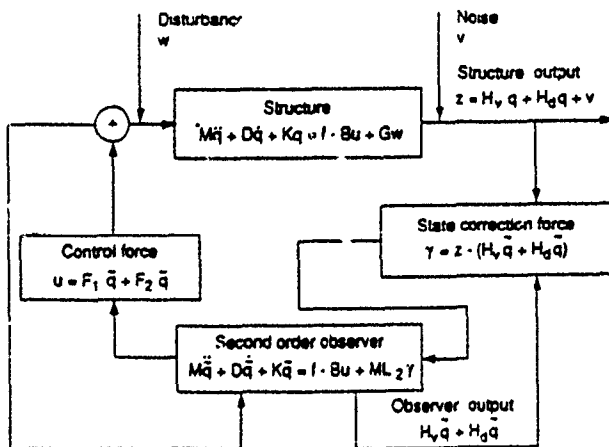 Disturbanc
w
Noise
v
Structure output
z = H_v q + H_d q + v
Structure
Mq̈ + Dq̇ + Kq = f · Bu + Gw
+
State correction force
γ = z · (H_v q̃ + H_d q̃)
Control force
u = F_1 q̃ + F_2 q̃
Second order observer
Mq̃̈ + Dq̃̇ + Kq̃ = f · Bu + ML_2 γ
Observer output
H_v q̃ + H_d q̃